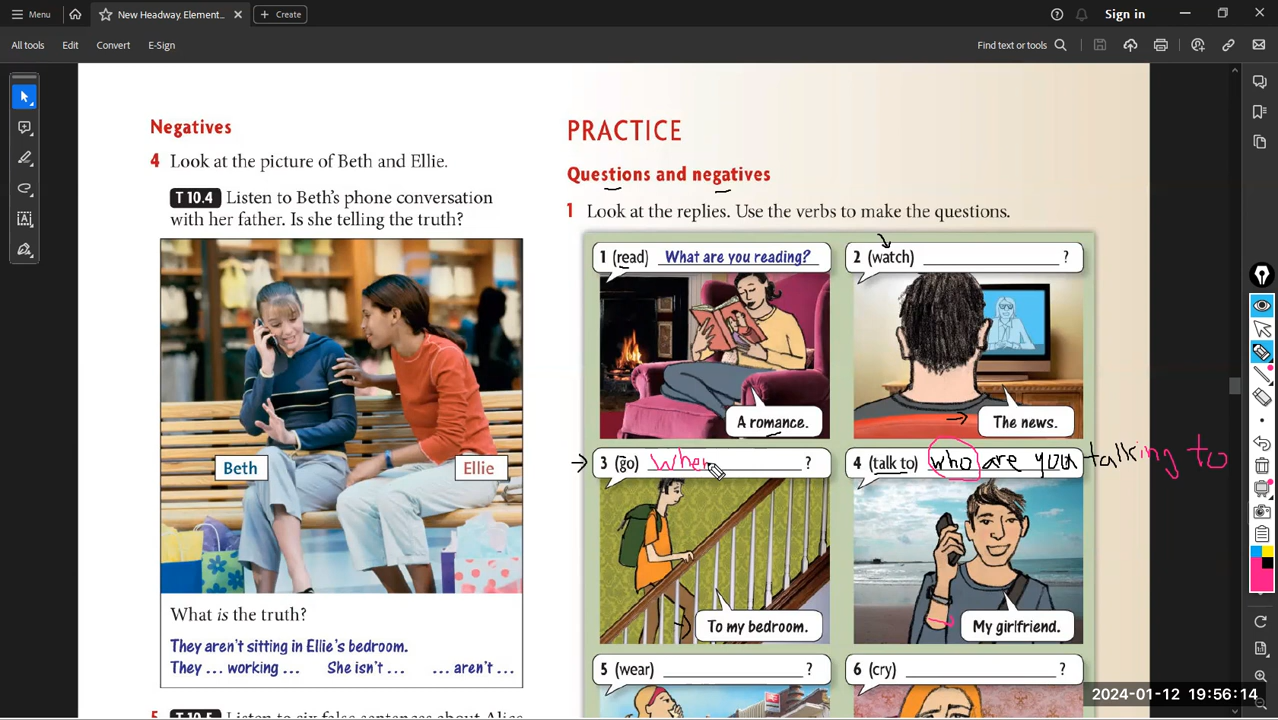 Menu
New Headway. Element...
Create
Sign in
All tools
Edit
Convert
E-Sign
Find text or tools
Negatives
4 Look at the picture of Beth and Ellie.
T 10.4 Listen to Beth's phone conversation
with her father. Is she telling the truth?
Beth
Ellie
What is the truth?
They aren't sitting in Ellie's bedroom.
They ... working ... She isn't ... ... aren't ...
PRACTICE
Questions and negatives
1 Look at the replies. Use the verbs to make the questions.
1 (read) What are you reading?
2 (watch) ?
A romance.
The news.
3 (go) Wher ?
4 (talk to) who are you talking to
To my bedroom.
My girlfriend.
5 (wear) ?
6 (cry) ?
2024-01-12 19:56:14